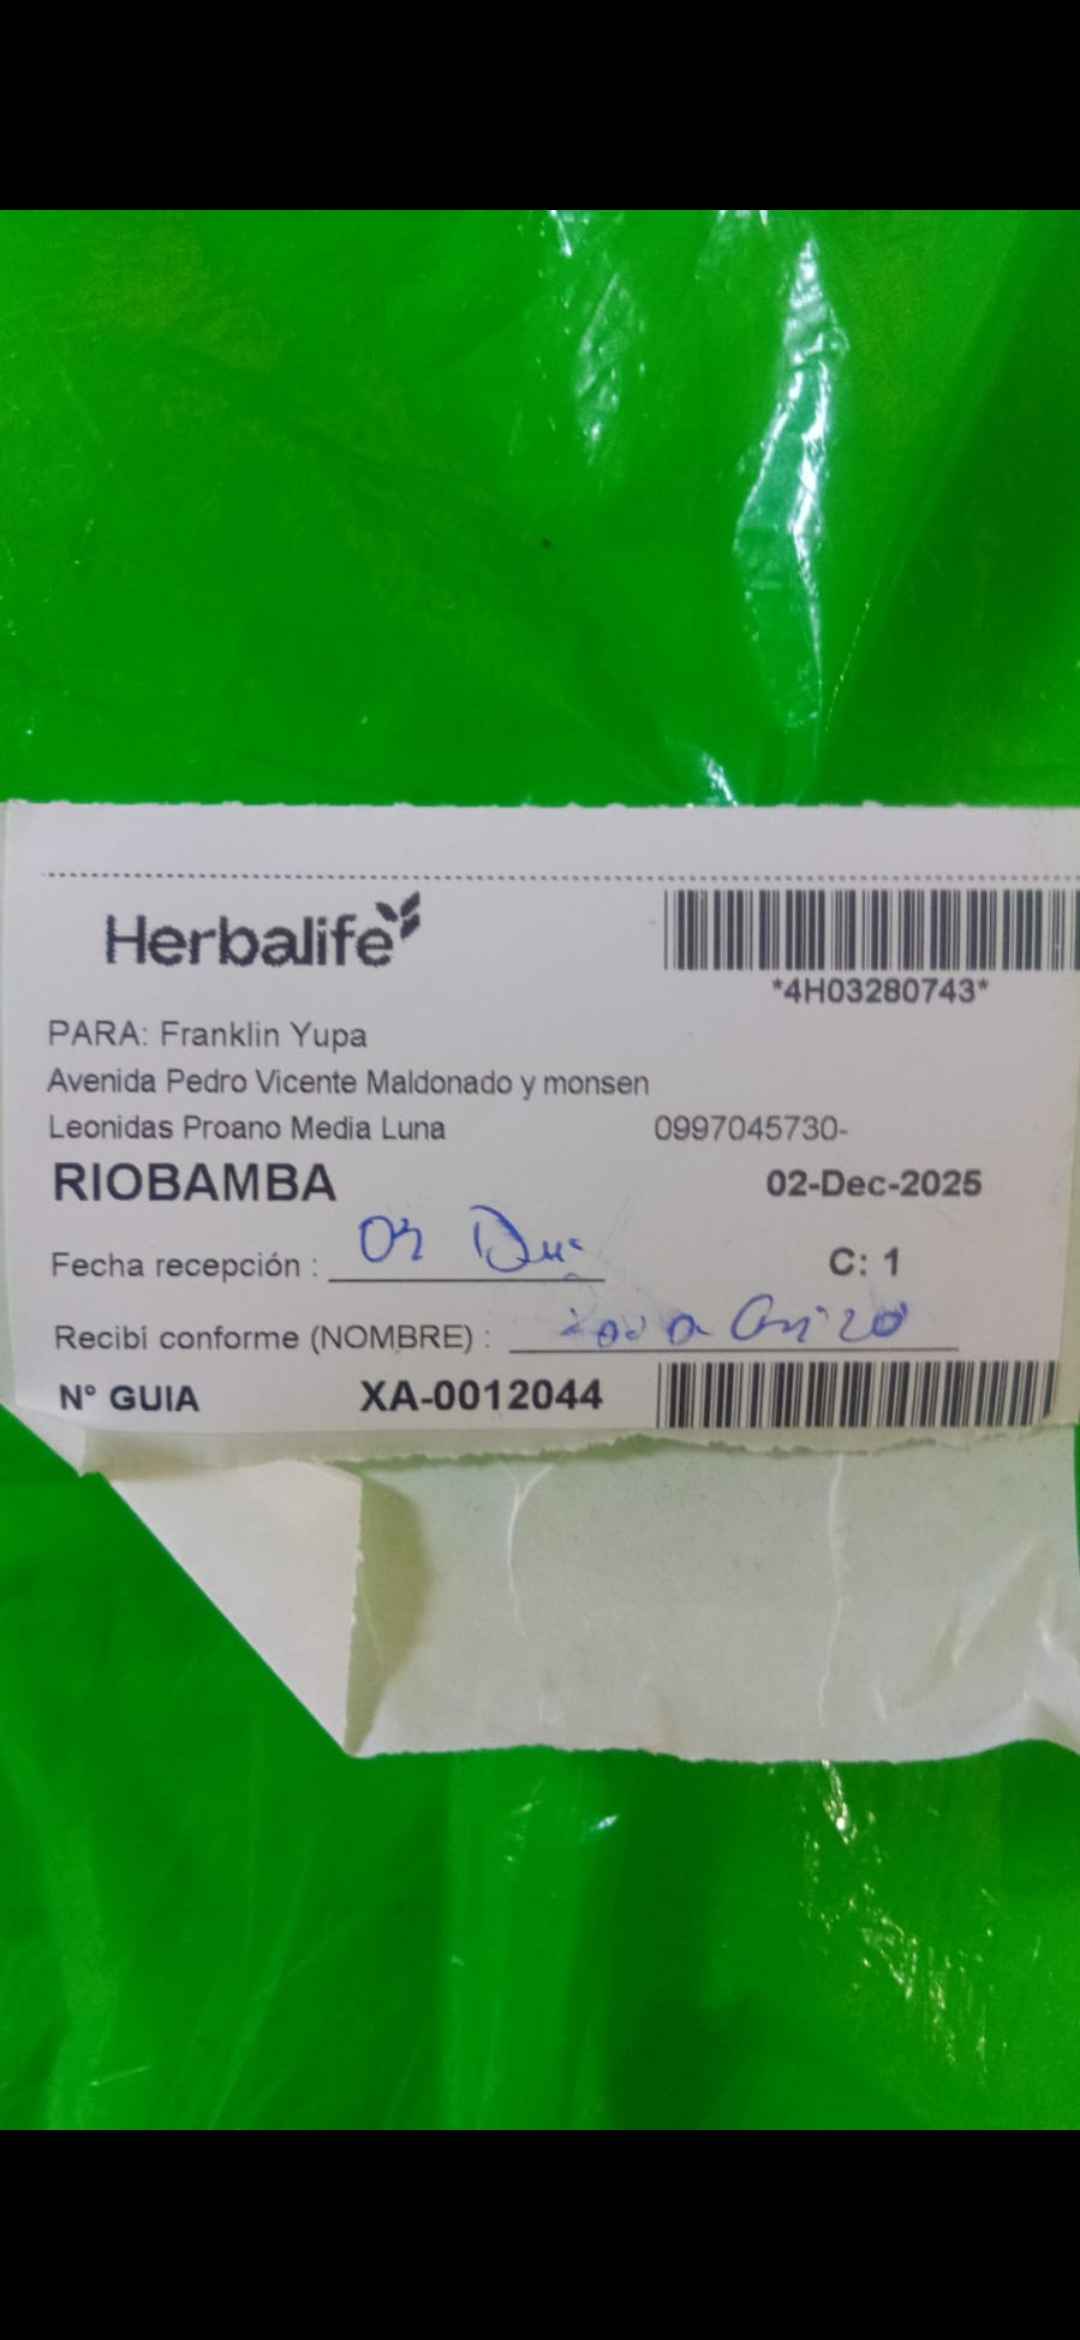 Herbalife
*4H03280743*
PARA: Franklin Yupa
Avenida Pedro Vicente Maldonado y monsen
Leonidas Proano Media Luna 0997045730-
RIOBAMBA 02-Dec-2025
Fecha recepción :
C: 1
Recibí conforme (NOMBRE) :
N° GUIA XA-0012044